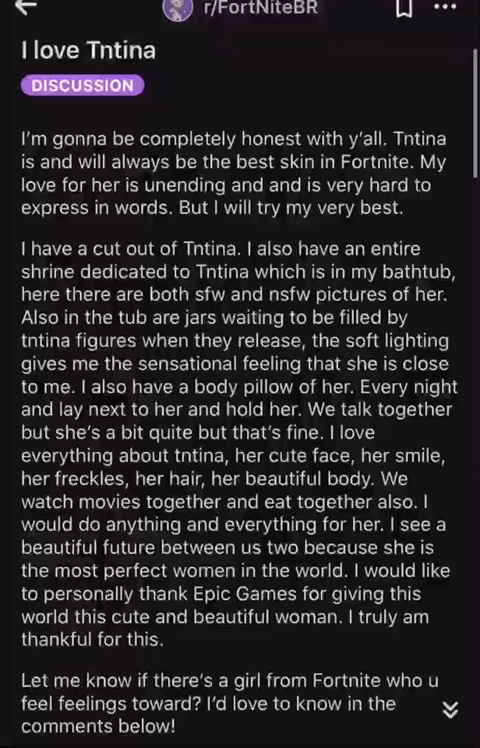 r/FortNiteBR
I love Tntina
DISCUSSION
I'm gonna be completely honest with y'all. Tntina
is and will always be the best skin in Fortnite. My
love for her is unending and and is very hard to
express in words. But I will try my very best.
I have a cut out of Tntina. I also have an entire
shrine dedicated to Tntina which is in my bathtub,
here there are both sfw and nsfw pictures of her.
Also in the tub are jars waiting to be filled by
tntina figures when they release, the soft lighting
gives me the sensational feeling that she is close
to me. I also have a body pillow of her. Every night
and lay next to her and hold her. We talk together
but she's a bit quite but that's fine. I love
everything about tntina, her cute face, her smile,
her freckles, her hair, her beautiful body. We
watch movies together and eat together also. I
would do anything and everything for her. I see a
beautiful future between us two because she is
the most perfect women in the world. I would like
to personally thank Epic Games for giving this
world this cute and beautiful woman. I truly am
thankful for this.
Let me know if there's a girl from Fortnite who u
feel feelings toward? I'd love to know in the
comments below!